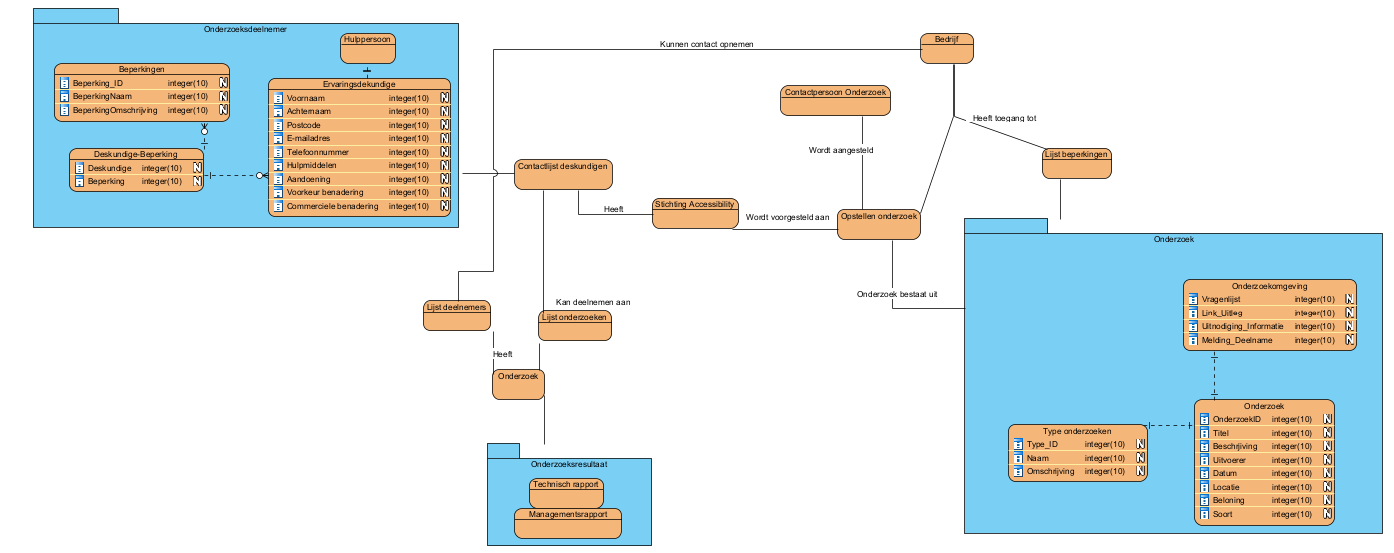 Onderzoeksdeelnemer
Hulppersoon
Beperkingen
Beperking_ID integer(10) N
BeperkingNaam integer(10) N
BeperkingOmschrijving integer(10) N
Deskundige-Beperking
Deskundige integer(10) N
Beperking integer(10) N
Ervaringsdekundige
Voornaam integer(10) N
Achternaam integer(10) N
Postcode integer(10) N
E-mailadres integer(10) N
Telefoonnummer integer(10) N
Hulpmiddelen integer(10) N
Aandoening integer(10) N
Voorkeur benadering integer(10) N
Commerciele benadering integer(10) N
Kunnen contact opnemen
Bedrijf
Contactpersoon Onderzoek
Heeft toegang tot
Wordt aangesteld
Lijst beperkingen
Contactlijst deskundigen
Heeft
Stichting Accessibility
Wordt voorgesteld aan
Opstellen onderzoek
Onderzoek bestaat uit
Lijst deelnemers
Kan deelnemen aan
Lijst onderzoeken
Heeft
Onderzoek
Onderzoeksresultaat
Technisch rapport
Managementsrapport
Onderzoek
Onderzoekomgeving
Vragenlijst integer(10) N
Link_Uitleg integer(10) N
Uitnodiging_Informatie integer(10) N
Melding_Deelname integer(10) N
Type onderzoeken
Type_ID integer(10) N
Naam integer(10) N
Omschrijving integer(10) N
Onderzoek
OnderzoekID integer(10) N
Titel integer(10) N
Beschrijving integer(10) N
Uitvoerer integer(10) N
Datum integer(10) N
Locatie integer(10) N
Beloning integer(10) N
Soort integer(10) N